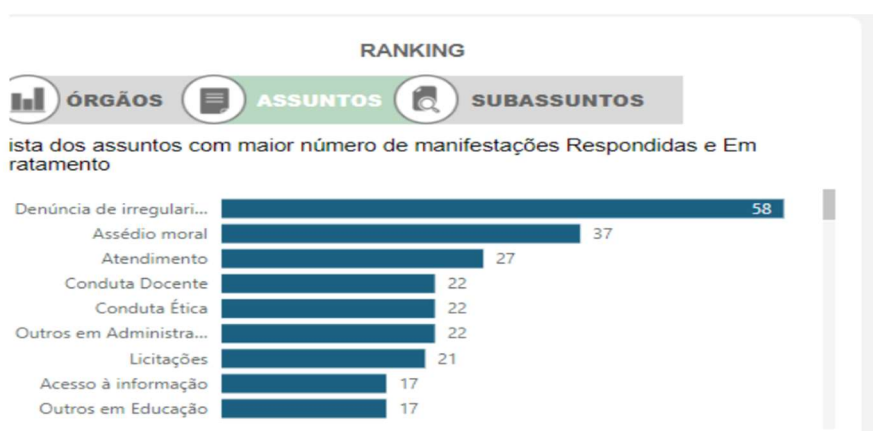 RANKING
ÓRGÃOS ASSUNTOS SUBASSUNTOS
ista dos assuntos com maior número de manifestações Respondidas e Em
ratamento
Denúncia de irregulari... 58
Assédio moral 37
Atendimento 27
Conduta Docente 22
Conduta Ética 22
Outros em Administra... 22
Licitações 21
Acesso à informação 17
Outros em Educação 17